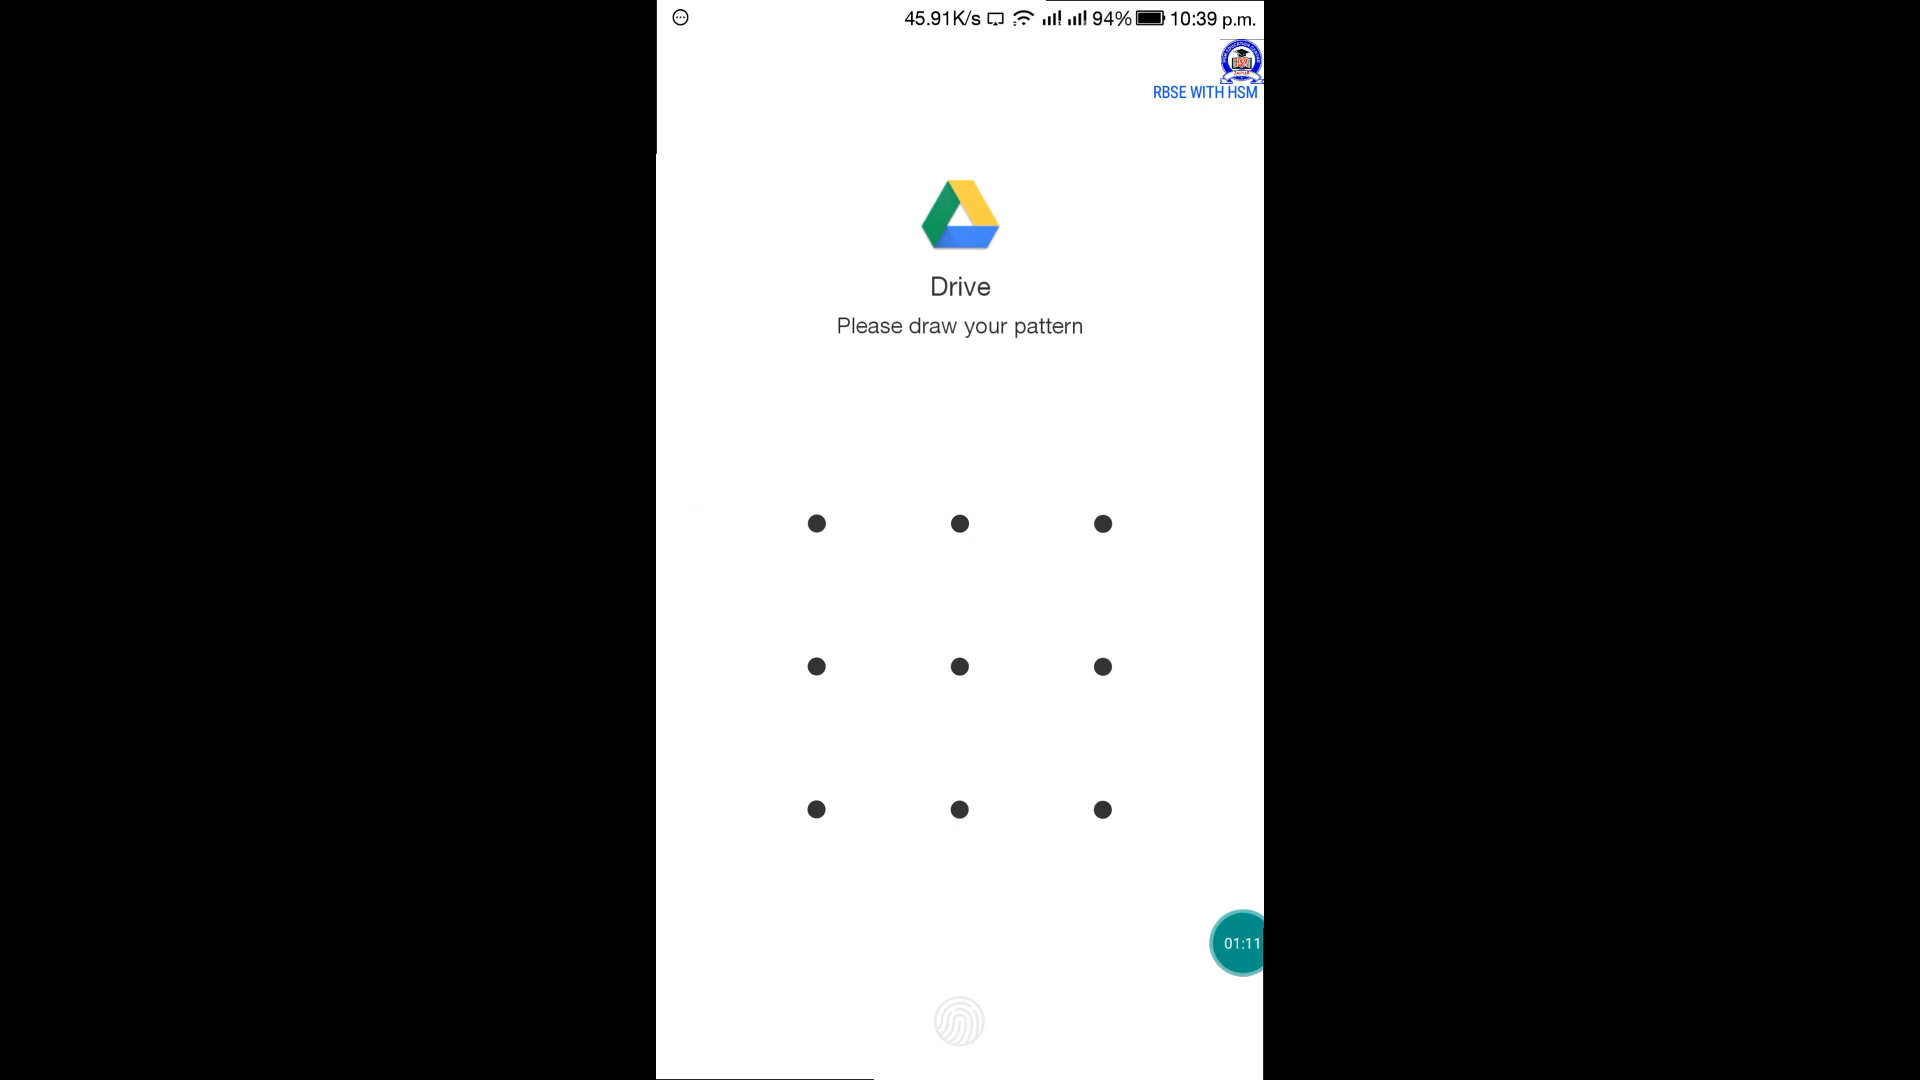 45.91K/s 94% 10:39 p.m.
RBSE WITH HSM
Drive
Please draw your pattern
01:11